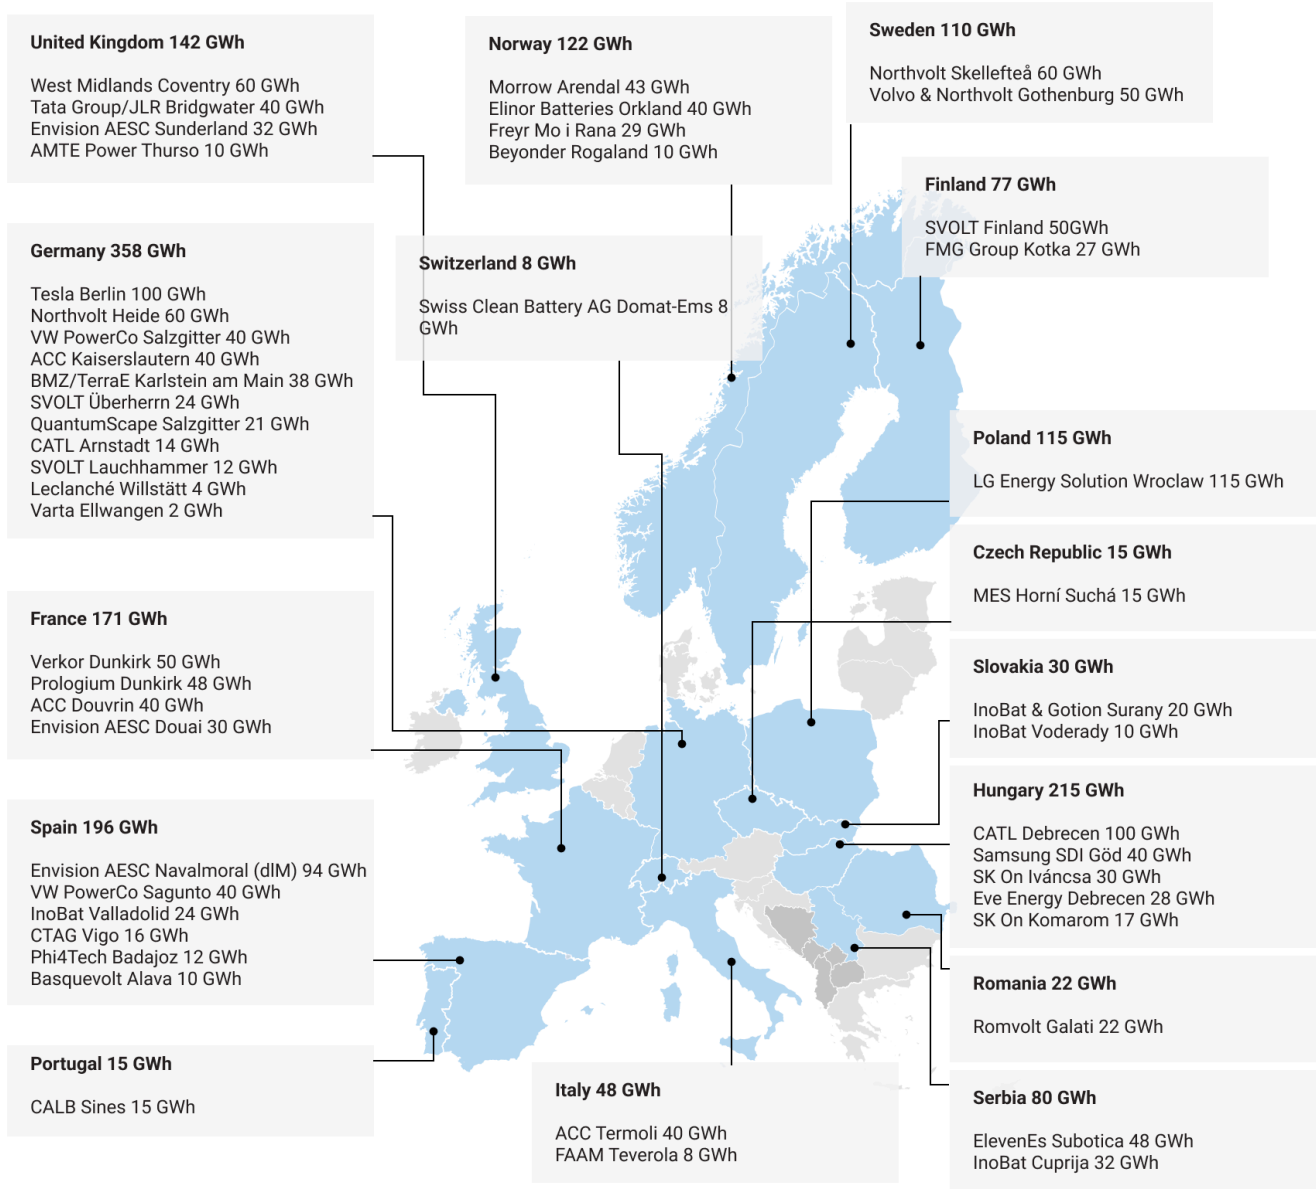 United Kingdom 142 GWh
West Midlands Coventry 60 GWh
Tata Group/JLR Bridgwater 40 GWh
Envision AESC Sunderland 32 GWh
AMTE Power Thurso 10 GWh
Norway 122 GWh
Morrow Arendal 43 GWh
Elinor Batteries Orkland 40 GWh
Freyr Mo i Rana 29 GWh
Beyonder Rogaland 10 GWh
Sweden 110 GWh
Northvolt Skellefteå 60 GWh
Volvo & Northvolt Gothenburg 50 GWh
Finland 77 GWh
SVOLT Finland 50GWh
FMG Group Kotka 27 GWh
Germany 358 GWh
Tesla Berlin 100 GWh
Northvolt Heide 60 GWh
VW PowerCo Salzgitter 40 GWh
ACC Kaiserslautern 40 GWh
BMZ/TerraE Karlstein am Main 38 GWh
SVOLT Überherrn 24 GWh
QuantumScape Salzgitter 21 GWh
CATL Arnstadt 14 GWh
SVOLT Lauchhammer 12 GWh
Leclanché Willstätt 4 GWh
Varta Ellwangen 2 GWh
Switzerland 8 GWh
Swiss Clean Battery AG Domat-Ems 8
GWh
Poland 115 GWh
LG Energy Solution Wroclaw 115 GWh
Czech Republic 15 GWh
MES Horní Suchá 15 GWh
France 171 GWh
Verkor Dunkirk 50 GWh
Prologium Dunkirk 48 GWh
ACC Douvrin 40 GWh
Envision AESC Douai 30 GWh
Slovakia 30 GWh
InoBat & Gotion Surany 20 GWh
InoBat Voderady 10 GWh
Hungary 215 GWh
CATL Debrecen 100 GWh
Samsung SDI Göd 40 GWh
SK On Iváncsa 30 GWh
Eve Energy Debrecen 28 GWh
SK On Komarom 17 GWh
Spain 196 GWh
Envision AESC Navalmoral (dlM) 94 GWh
VW PowerCo Sagunto 40 GWh
InoBat Valladolid 24 GWh
CTAG Vigo 16 GWh
Phi4Tech Badajoz 12 GWh
Basquevolt Alava 10 GWh
Romania 22 GWh
Romvolt Galati 22 GWh
Portugal 15 GWh
CALB Sines 15 GWh
Italy 48 GWh
ACC Termoli 40 GWh
FAAM Teverola 8 GWh
Serbia 80 GWh
ElevenEs Subotica 48 GWh
InoBat Cuprija 32 GWh